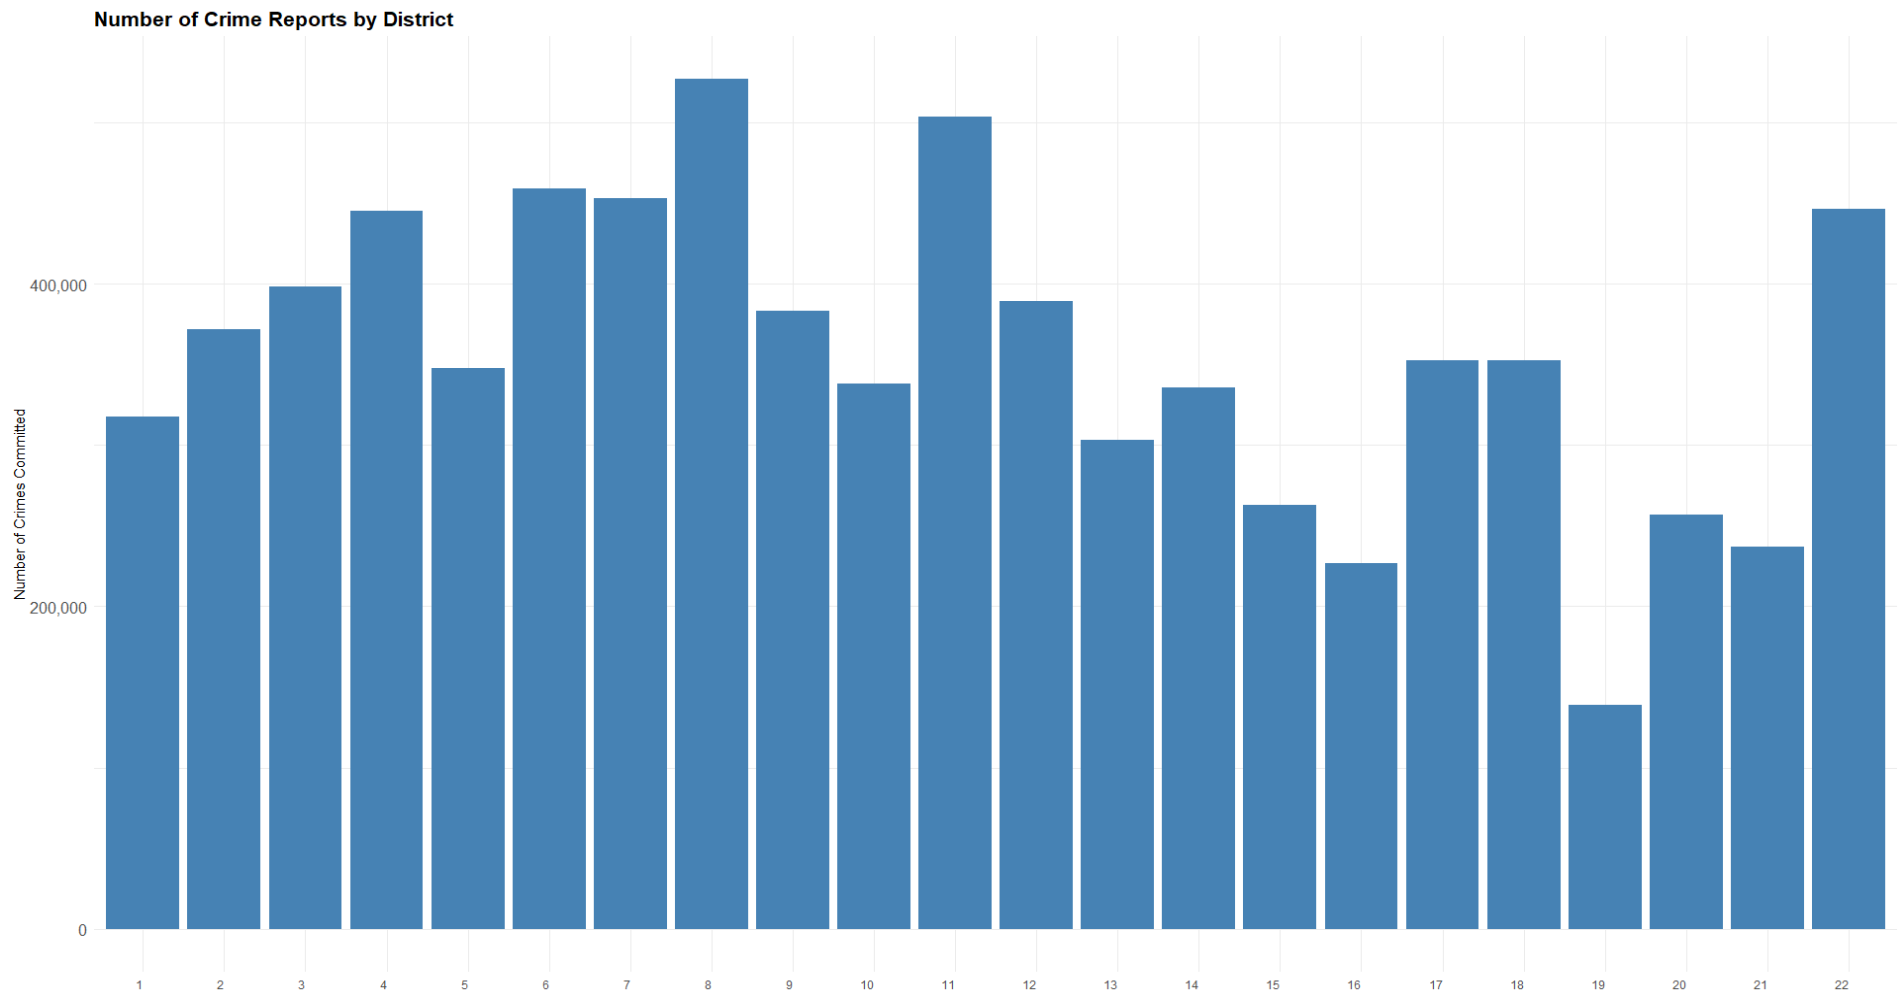 Number of Crime Reports by District
Number of Crimes Committed
400,000
200,000
0
1 2 3 4 5 6 7 8 9 10 11 12 13 14 15 16 17 18 19 20 21 22